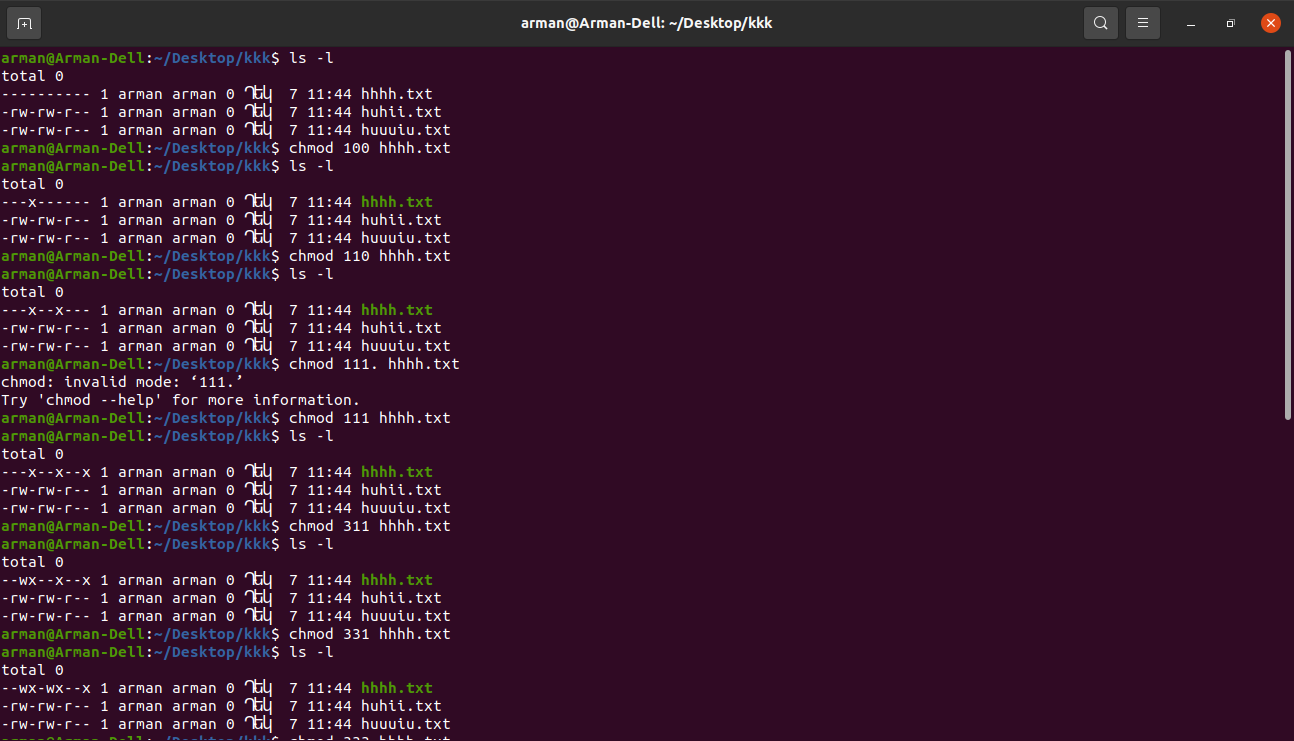 arman@Arman-Dell: ~/Desktop/kkk
arman@Arman-Dell:~/Desktop/kkk$ ls -l
total 0
---------- 1 arman arman 0 Դեկ  7 11:44 hhhh.txt
-rw-rw-r-- 1 arman arman 0 Դեկ  7 11:44 huhii.txt
-rw-rw-r-- 1 arman arman 0 Դեկ  7 11:44 huuuiu.txt
arman@Arman-Dell:~/Desktop/kkk$ chmod 100 hhhh.txt
arman@Arman-Dell:~/Desktop/kkk$ ls -l
total 0
---x------ 1 arman arman 0 Դեկ  7 11:44 hhhh.txt
-rw-rw-r-- 1 arman arman 0 Դեկ  7 11:44 huhii.txt
-rw-rw-r-- 1 arman arman 0 Դեկ  7 11:44 huuuiu.txt
arman@Arman-Dell:~/Desktop/kkk$ chmod 110 hhhh.txt
arman@Arman-Dell:~/Desktop/kkk$ ls -l
total 0
---x--x--- 1 arman arman 0 Դեկ  7 11:44 hhhh.txt
-rw-rw-r-- 1 arman arman 0 Դեկ  7 11:44 huhii.txt
-rw-rw-r-- 1 arman arman 0 Դեկ  7 11:44 huuuiu.txt
arman@Arman-Dell:~/Desktop/kkk$ chmod 111. hhhh.txt
chmod: invalid mode: ‘111.’
Try 'chmod --help' for more information.
arman@Arman-Dell:~/Desktop/kkk$ chmod 111 hhhh.txt
arman@Arman-Dell:~/Desktop/kkk$ ls -l
total 0
---x--x--x 1 arman arman 0 Դեկ  7 11:44 hhhh.txt
-rw-rw-r-- 1 arman arman 0 Դեկ  7 11:44 huhii.txt
-rw-rw-r-- 1 arman arman 0 Դեկ  7 11:44 huuuiu.txt
arman@Arman-Dell:~/Desktop/kkk$ chmod 311 hhhh.txt
arman@Arman-Dell:~/Desktop/kkk$ ls -l
total 0
--wx--x--x 1 arman arman 0 Դեկ  7 11:44 hhhh.txt
-rw-rw-r-- 1 arman arman 0 Դեկ  7 11:44 huhii.txt
-rw-rw-r-- 1 arman arman 0 Դեկ  7 11:44 huuuiu.txt
arman@Arman-Dell:~/Desktop/kkk$ chmod 331 hhhh.txt
arman@Arman-Dell:~/Desktop/kkk$ ls -l
total 0
--wx-wx--x 1 arman arman 0 Դեկ  7 11:44 hhhh.txt
-rw-rw-r-- 1 arman arman 0 Դեկ  7 11:44 huhii.txt
-rw-rw-r-- 1 arman arman 0 Դեկ  7 11:44 huuuiu.txt
arman@Arman-Dell:~/Desktop/kkk$ chmod